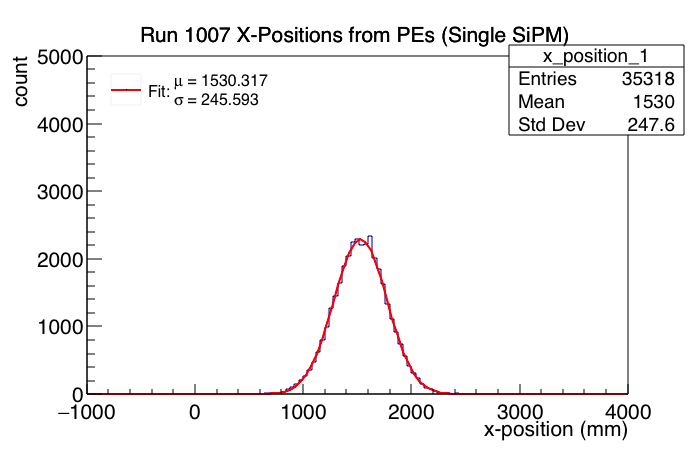 Run 1007 X-Positions from PEs (Single SiPM)
x_position_1
Entries 35318
Mean 1530
Std Dev 247.6
Fit: μ = 1530.317
σ = 245.593
count
5000
4000
3000
2000
1000
0
−1000 0 1000 2000 3000 4000
x-position (mm)